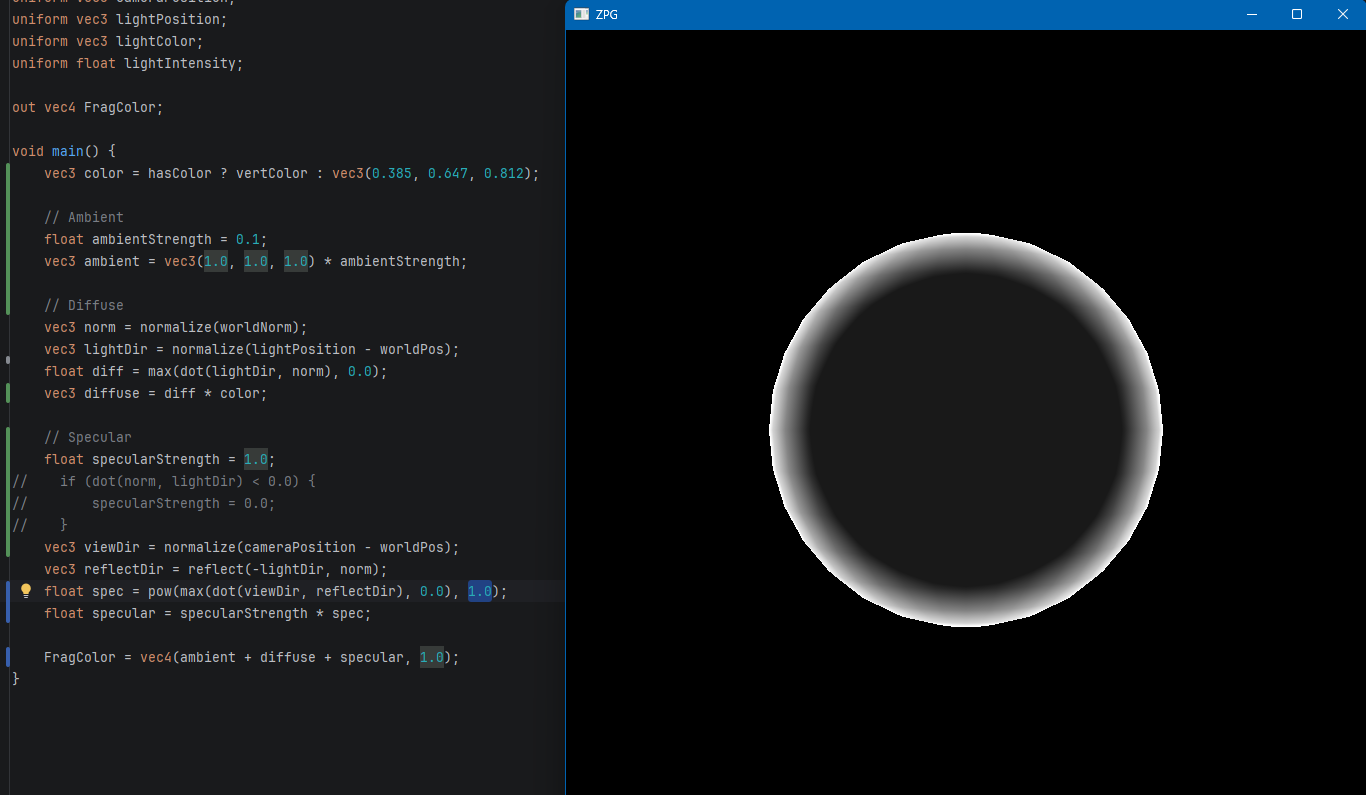 uniform vec3 cameraPosition;
uniform vec3 lightPosition;
uniform vec3 lightColor;
uniform float lightIntensity;
out vec4 FragColor;
void main() {
    vec3 color = hasColor ? vertColor : vec3(0.385, 0.647, 0.812);
    // Ambient
    float ambientStrength = 0.1;
    vec3 ambient = vec3(1.0, 1.0, 1.0) * ambientStrength;
    // Diffuse
    vec3 norm = normalize(worldNorm);
    vec3 lightDir = normalize(lightPosition - worldPos);
    float diff = max(dot(lightDir, norm), 0.0);
    vec3 diffuse = diff * color;
    // Specular
    float specularStrength = 1.0;
//    if (dot(norm, lightDir) < 0.0) {
//        specularStrength = 0.0;
//    }
    vec3 viewDir = normalize(cameraPosition - worldPos);
    vec3 reflectDir = reflect(-lightDir, norm);
    float spec = pow(max(dot(viewDir, reflectDir), 0.0), 1.0);
    float specular = specularStrength * spec;
    FragColor = vec4(ambient + diffuse + specular, 1.0);
}
ZPG